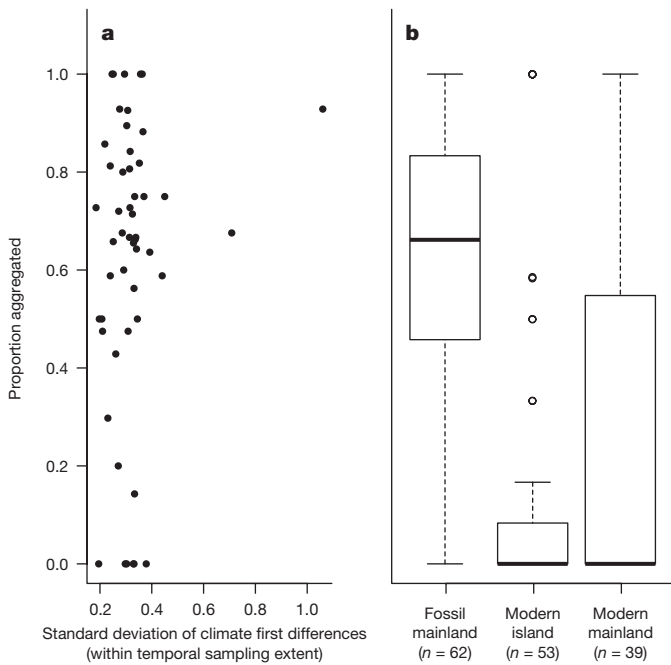 a
b
Proportion aggregated
1.0
0.8
0.6
0.4
0.2
0.0
0.2 0.4 0.6 0.8 1.0
Standard deviation of climate first differences
(within temporal sampling extent)
Fossil
mainland
(n = 62)
Modern
island
(n = 53)
Modern
mainland
(n = 39)